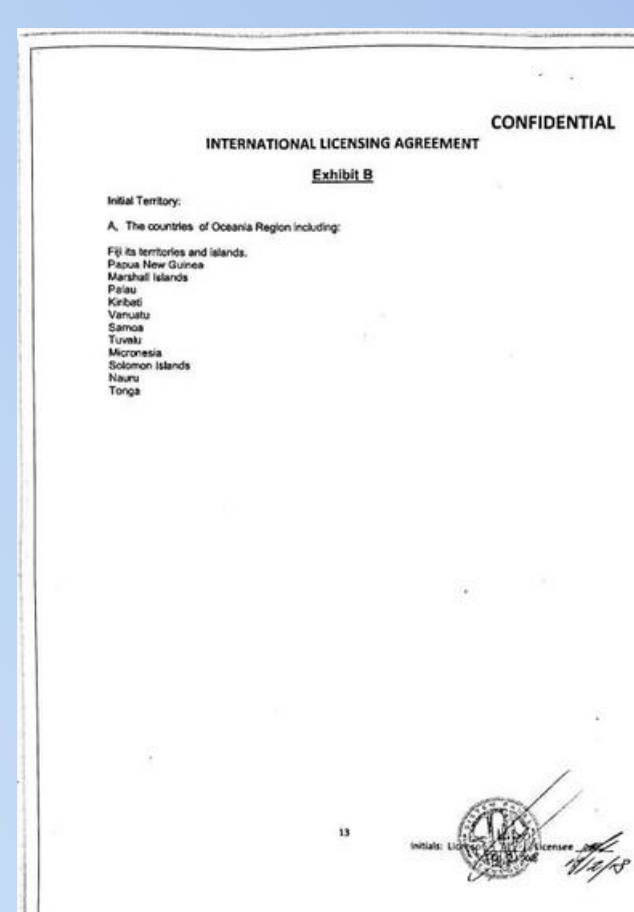 CONFIDENTIAL
INTERNATIONAL LICENSING AGREEMENT
Exhibit B
Initial Territory:
A, The countries of Oceania Region including:
Fiji its territories and islands.
Papua New Guinea
Marshall Islands
Palau
Kiribati
Vanuatu
Samoa
Tuvalu
Micronesia
Solomon Islands
Nauru
Tonga
13
Initials: Licensee